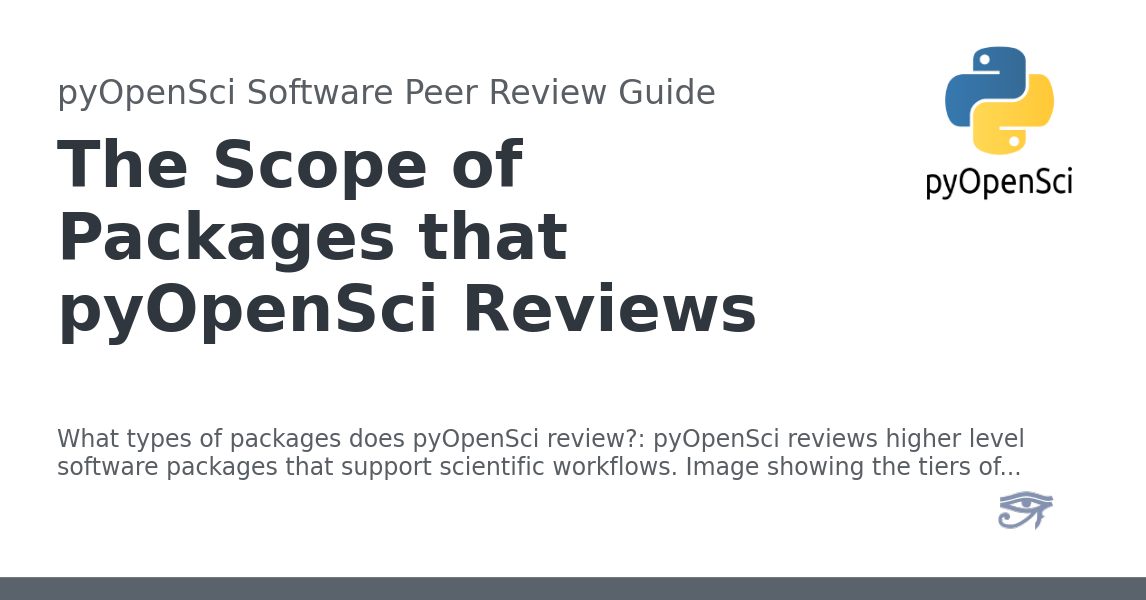 pyOpenSci Software Peer Review Guide
The Scope of
Packages that
pyOpenSci Reviews
pyOpenSci
What types of packages does pyOpenSci review?: pyOpenSci reviews higher level
software packages that support scientific workflows. Image showing the tiers of...